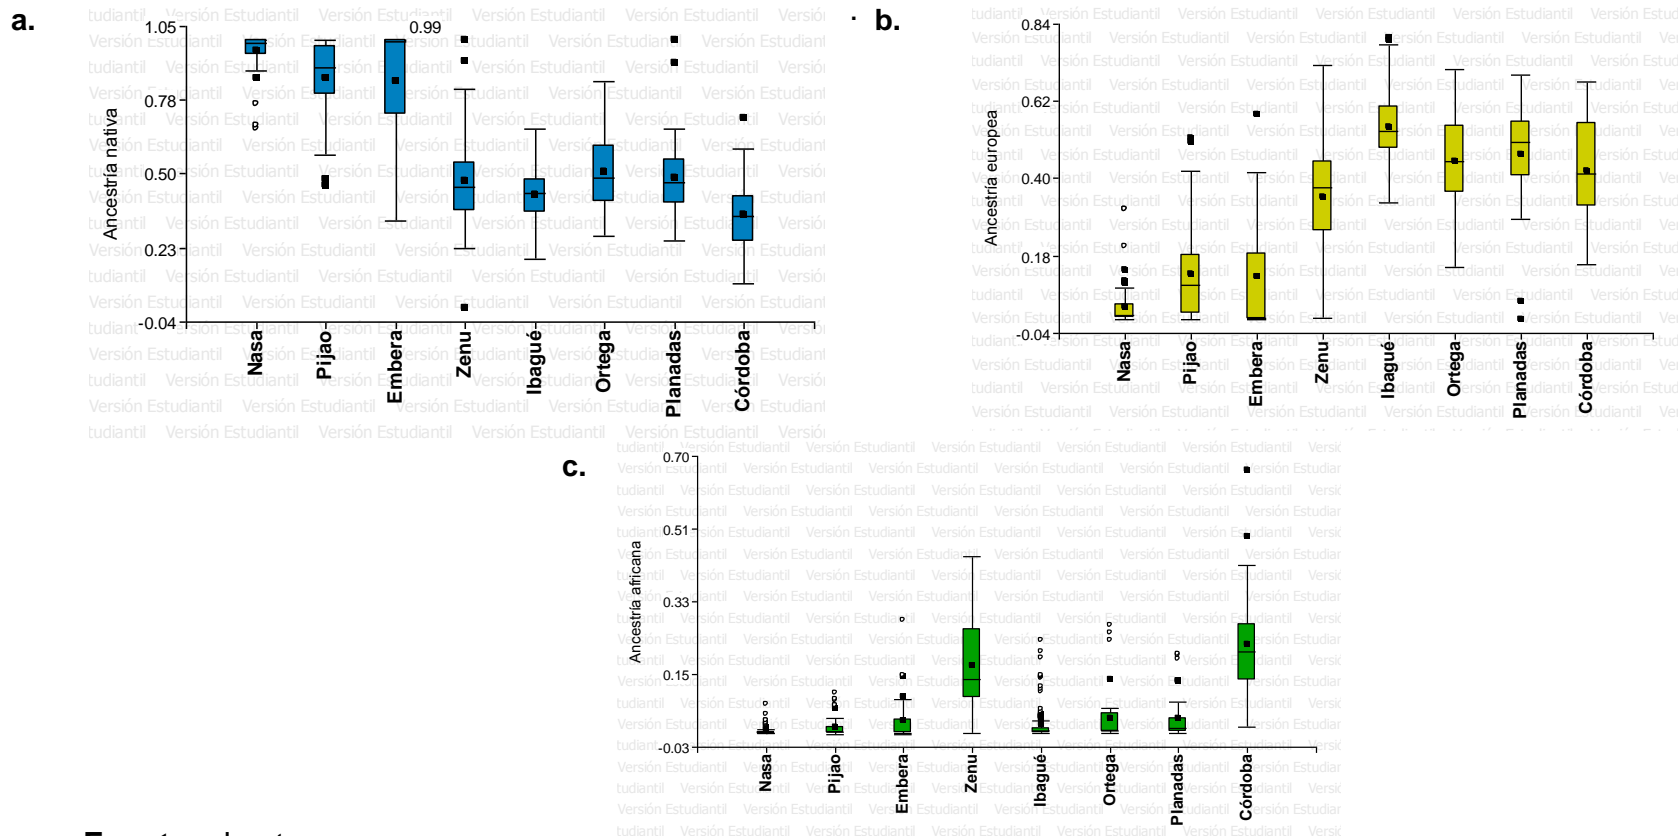 a.
1.05
0.78
0.50
0.23
-0.04
Ancestría nativa
0.99
Nasa
Pijao
Embera
Zenu
Ibagué
Ortega
Planadas
Córdoba
b.
0.84
0.62
0.40
0.18
-0.04
Ancestría europea
Nasa
Pijao
Embera
Zenu
Ibagué
Ortega
Planadas
Córdoba
c.
0.70
0.51
0.33
0.15
-0.03
Ancestría africana
Nasa
Pijao
Embera
Zenu
Ibagué
Ortega
Planadas
Córdoba
Versión Estudiantil